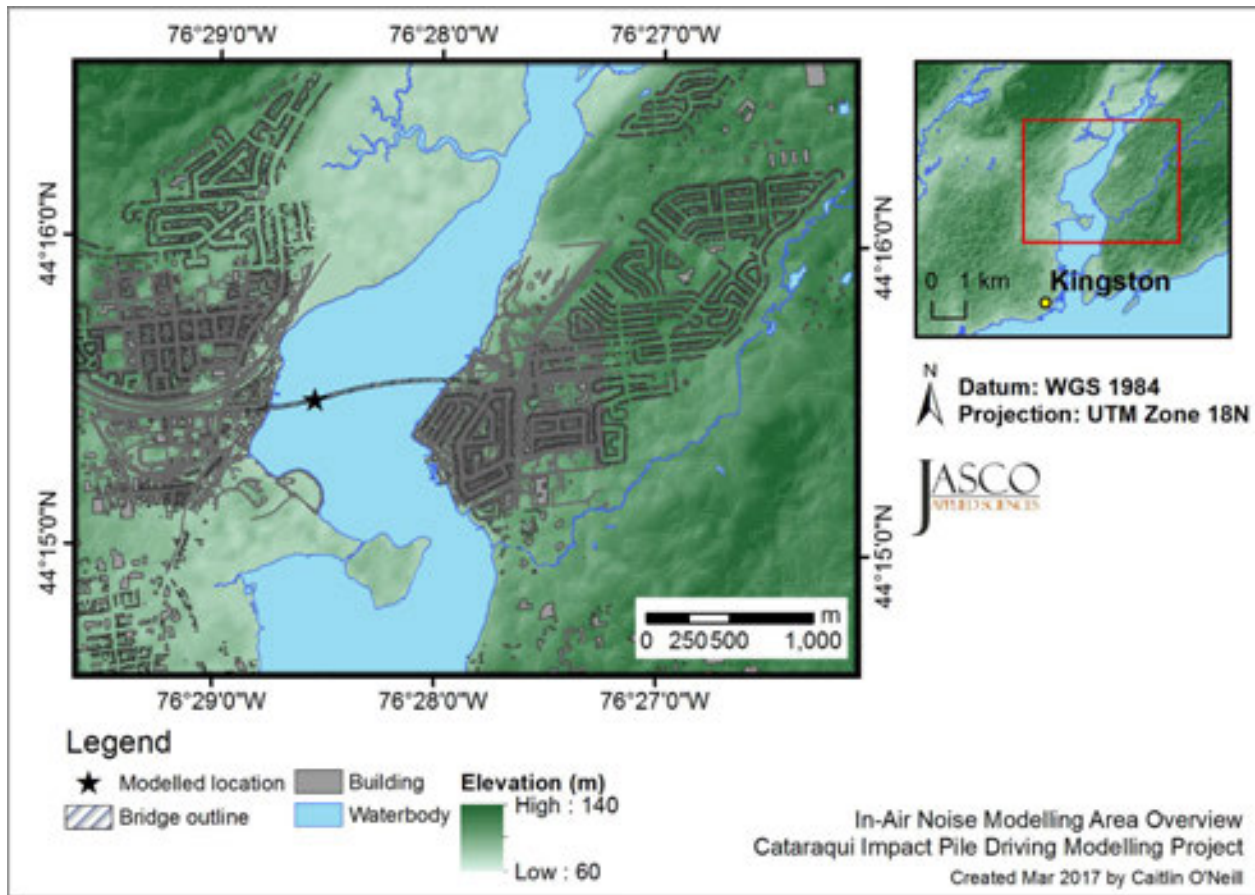 76°29'0"W 76°28'0"W 76°27'0"W
44°16'0"N
44°15'0"N
44°16'0"N
44°15'0"N
m
0 250 500 1,000
76°29'0"W 76°28'0"W 76°27'0"W
0 1 km
Kingston
N
Datum: WGS 1984
Projection: UTM Zone 18N
JASCO
APPLIED SCIENCES
Legend
Modelled location
Bridge outline
Building
Waterbody
Elevation (m)
High : 140
Low : 60
In-Air Noise Modelling Area Overview
Cataraqui Impact Pile Driving Modelling Project
Created Mar 2017 by Caitlin O'Neill